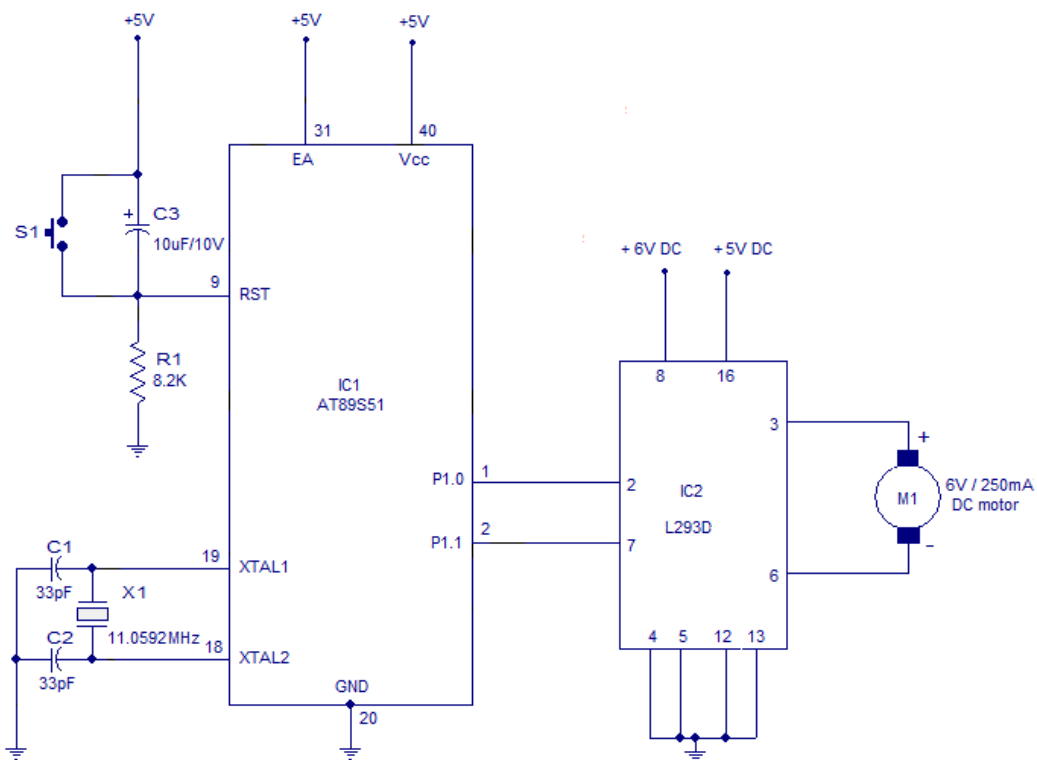 +5V
+5V
+5V
31
40
EA
Vcc
S1
+
C3
10uF/10V
9
RST
+ 6V DC
+ 5V DC
R1
8.2K
IC1
AT89S51
8
16
3
+
P1.0
1
2
IC2
L293D
M1
6V / 250mA
DC motor
P1.1
2
7
-
6
C1
33pF
19
XTAL1
X1
11.0592MHz
C2
33pF
18
XTAL2
4
5
12
13
GND
20